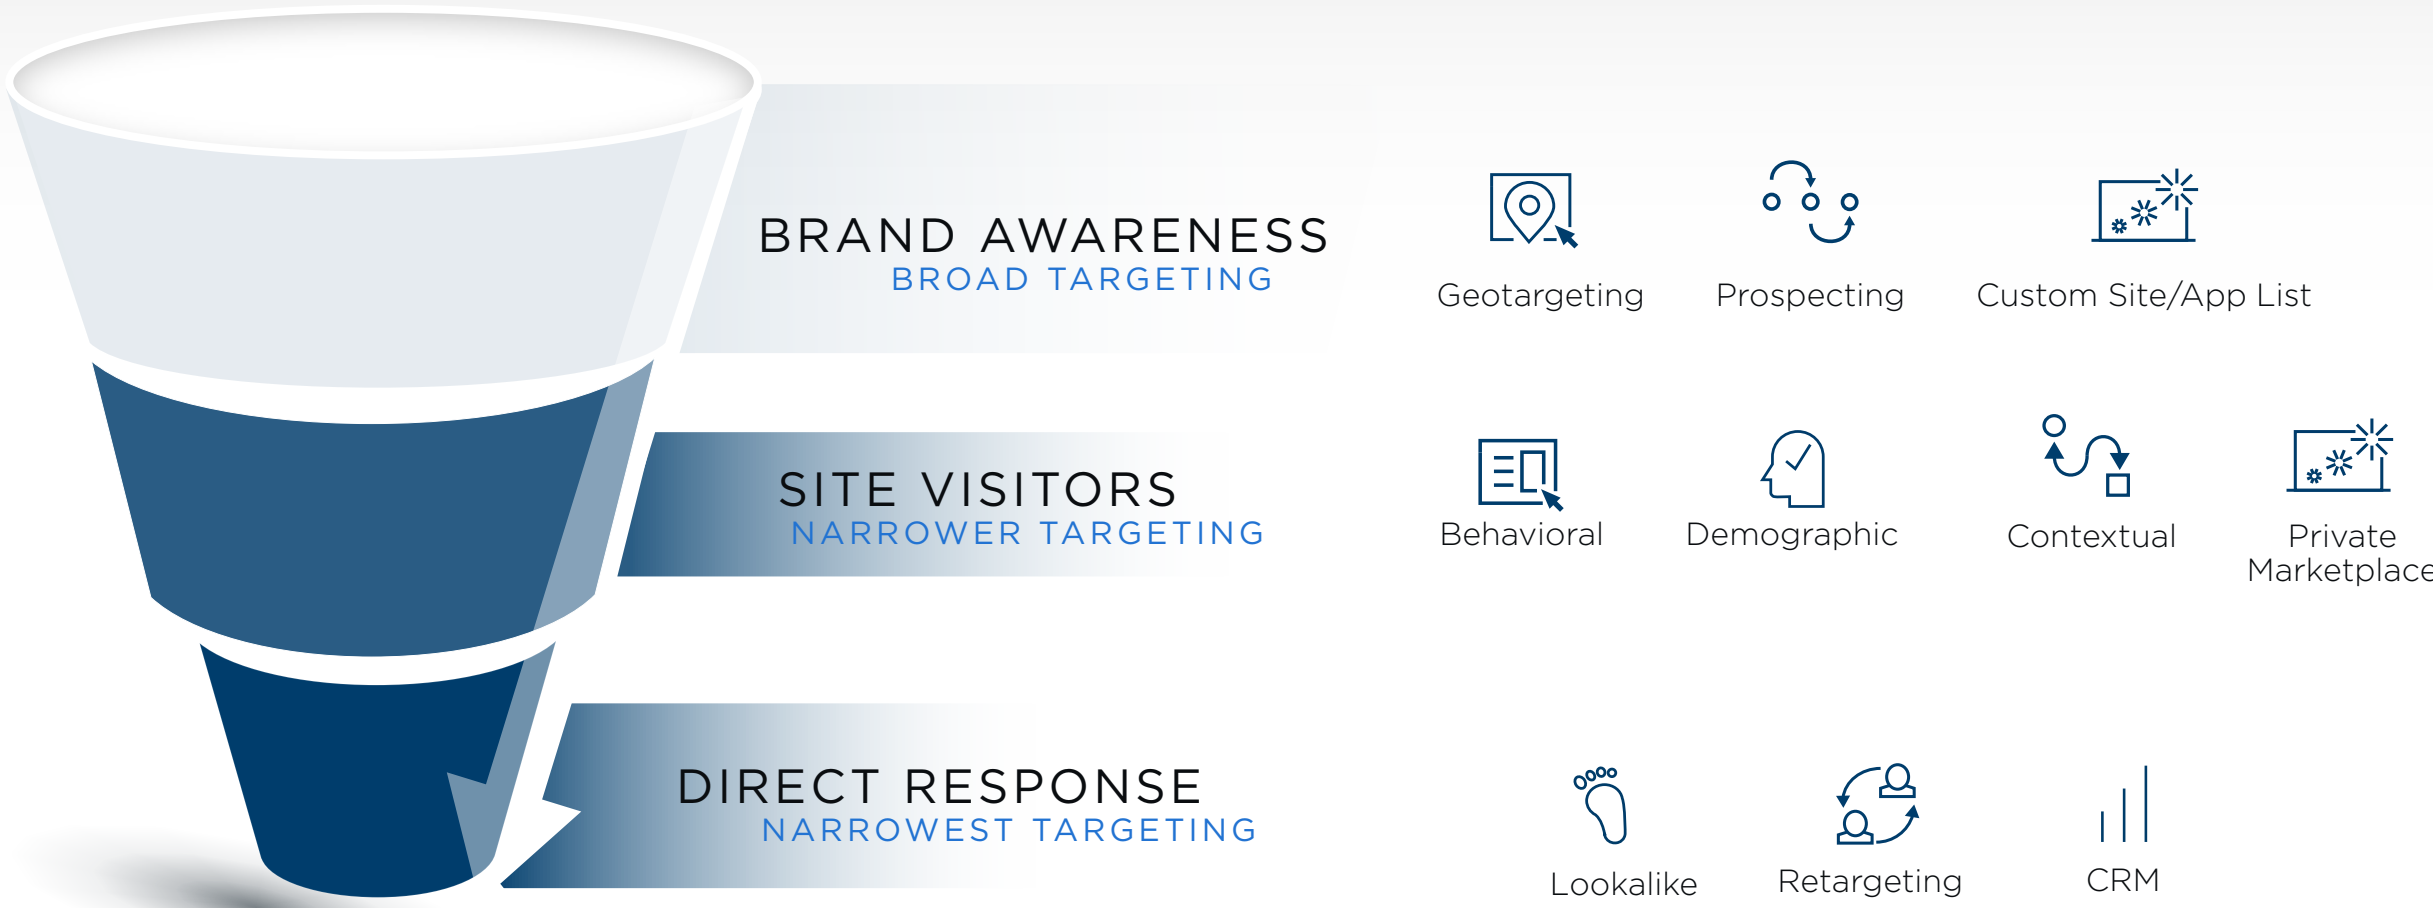 BRAND AWARENESS
BROAD TARGETING
Geotargeting
Prospecting
Custom Site/App List
SITE VISITORS
NARROWER TARGETING
Behavioral
Demographic
Contextual
Private
Marketplace
DIRECT RESPONSE
NARROWEST TARGETING
Lookalike
Retargeting
CRM